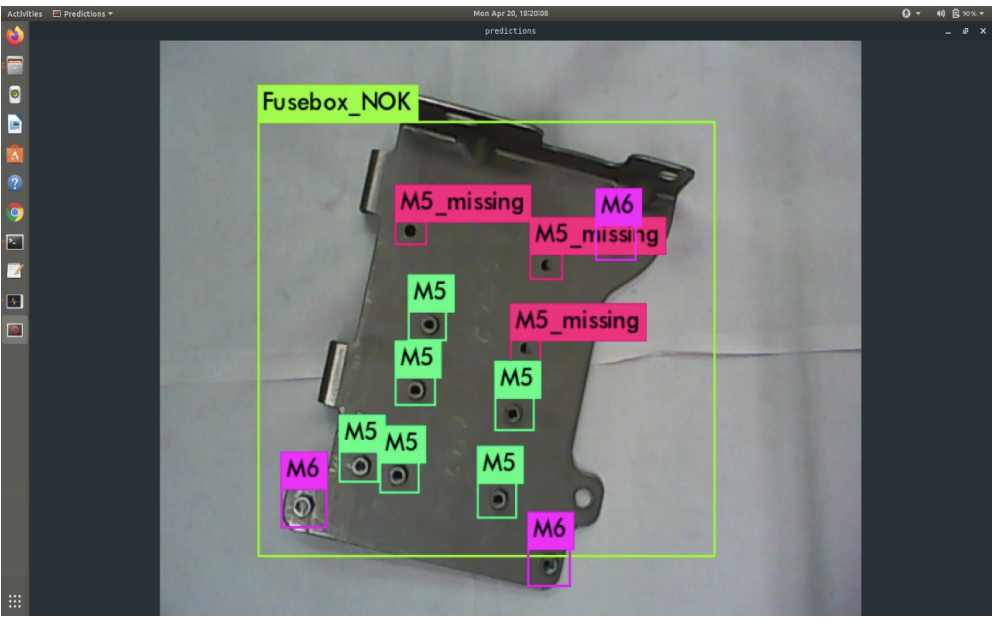 Activities
Predictions
Mon Apr 20, 18:20:08
90 %
predictions
Fusebox_NOK
M5_missing
M6
M5_missing
M5
M5_missing
M5
M5
M5
M5
M5
M6
M6